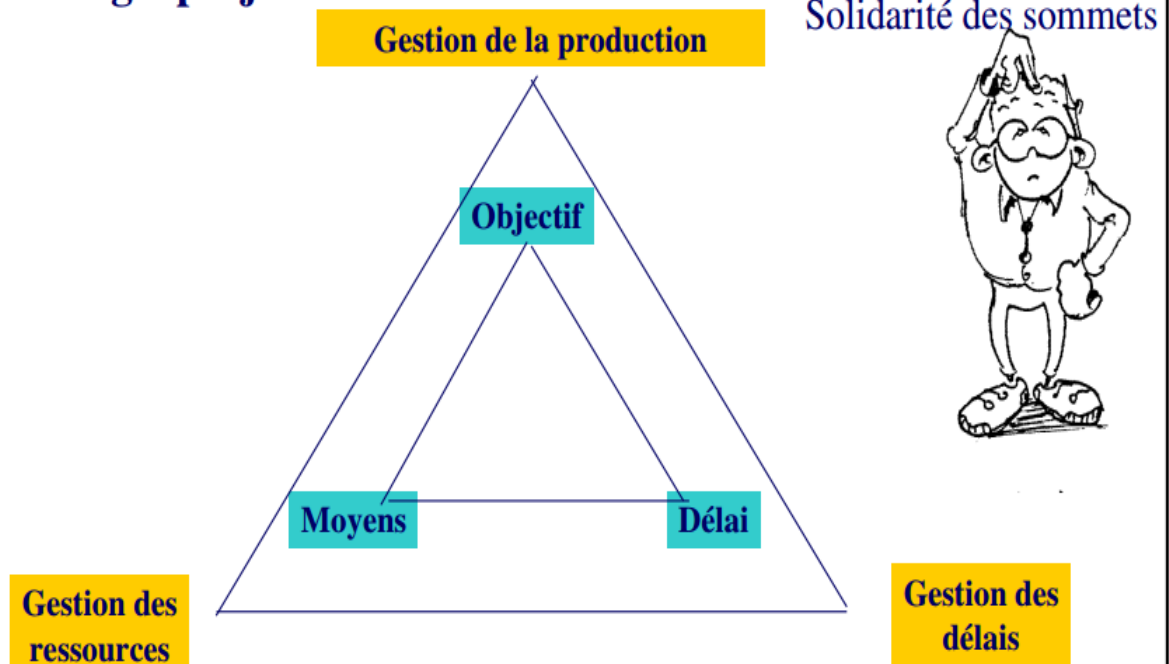 Solidarité des sommets
Gestion de la production
Objectif
Moyens
Délai
Gestion des
ressources
Gestion des
délais